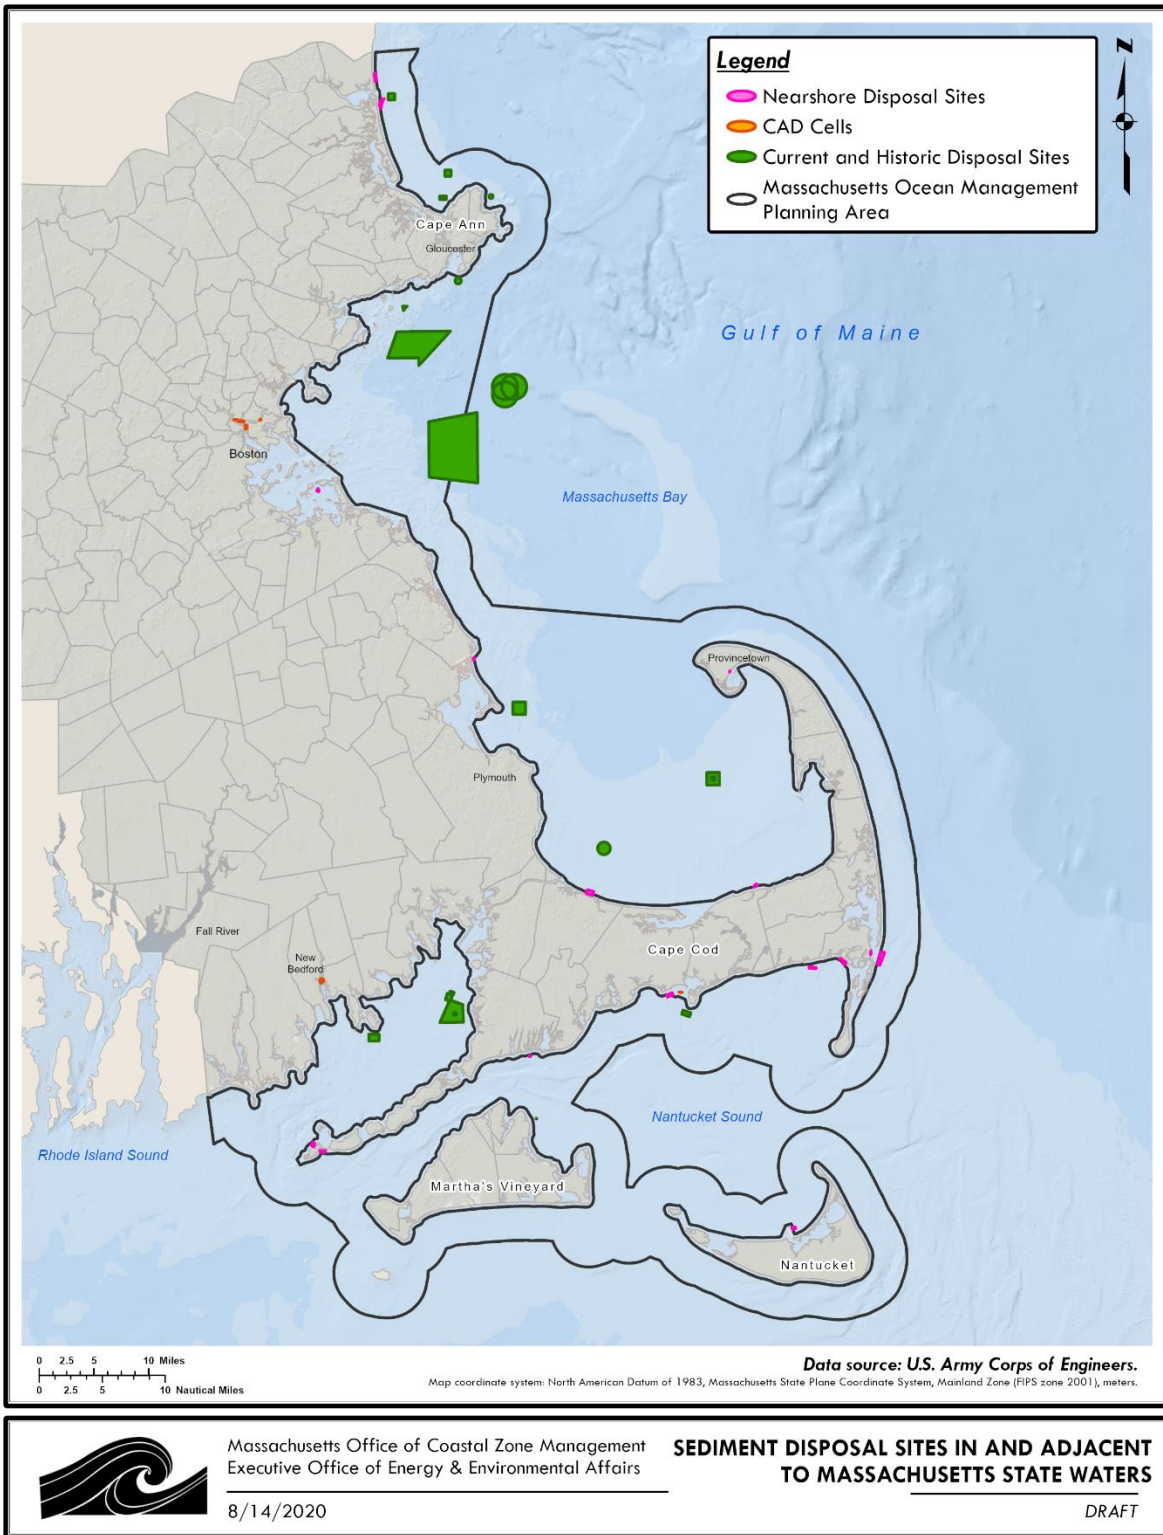 Legend
Nearshore Disposal Sites
CAD Cells
Current and Historic Disposal Sites
Massachusetts Ocean Management
Planning Area
N
Cape Ann
Gloucester
Gulf of Maine
Boston
Massachusetts Bay
Provincetown
Plymouth
Fall River
New
Bedford
Cape Cod
Nantucket Sound
Rhode Island Sound
Martha's Vineyard
Nantucket
0 2.5 5 10 Miles
0 2.5 5 10 Nautical Miles
Data source: U.S. Army Corps of Engineers.
Map coordinate system: North American Datum of 1983, Massachusetts State Plane Coordinate System, Mainland Zone (FIPS zone 2001), meters.
Massachusetts Office of Coastal Zone Management
Executive Office of Energy & Environmental Affairs
8/14/2020
SEDIMENT DISPOSAL SITES IN AND ADJACENT
TO MASSACHUSETTS STATE WATERS
DRAFT